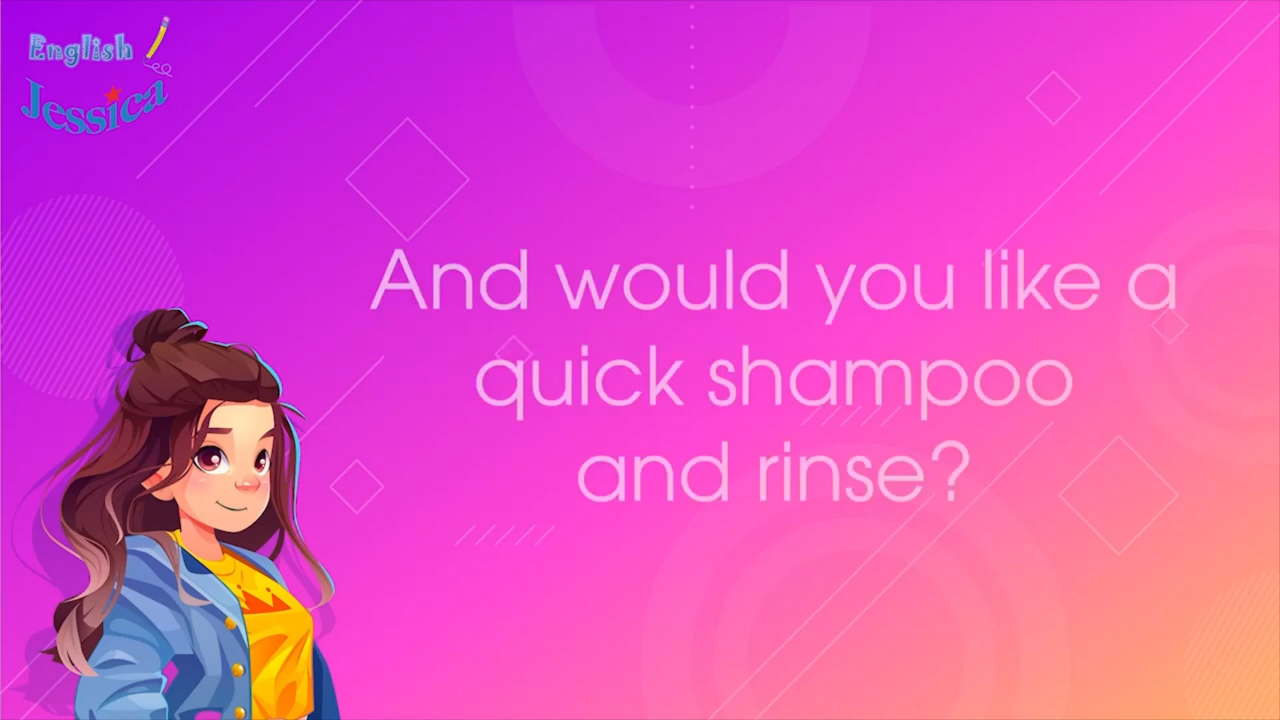 English
Jessica
And would you like a
quick shampoo
and rinse?